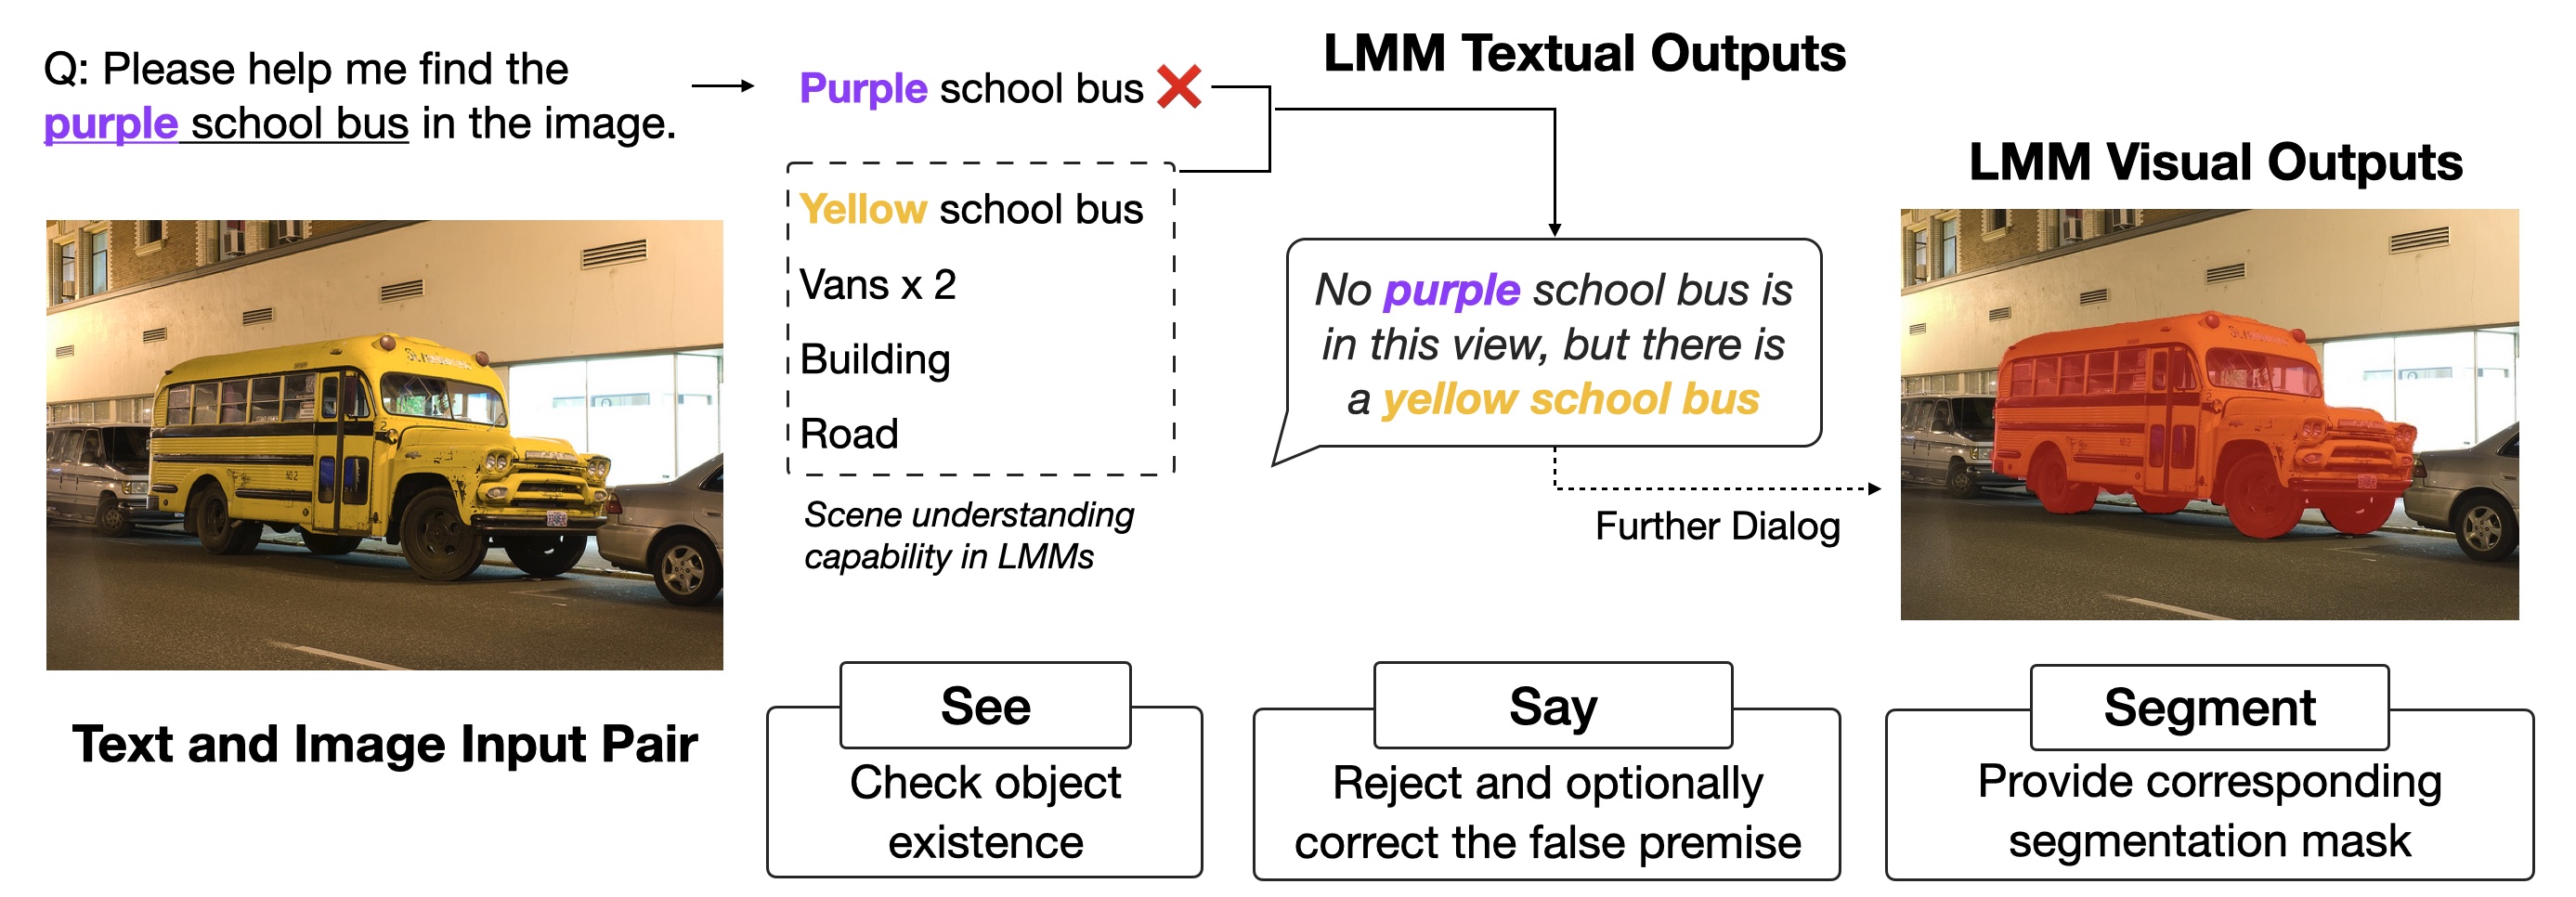 Q: Please help me find the
purple school bus in the image.
Text and Image Input Pair
Purple school bus
Yellow school bus
Vans x 2
Building
Road
Scene understanding
capability in LMMs
LMM Textual Outputs
No purple school bus is
in this view, but there is
a yellow school bus
Further Dialog
LMM Visual Outputs
See
Check object
existence
Say
Reject and optionally
correct the false premise
Segment
Provide corresponding
segmentation mask